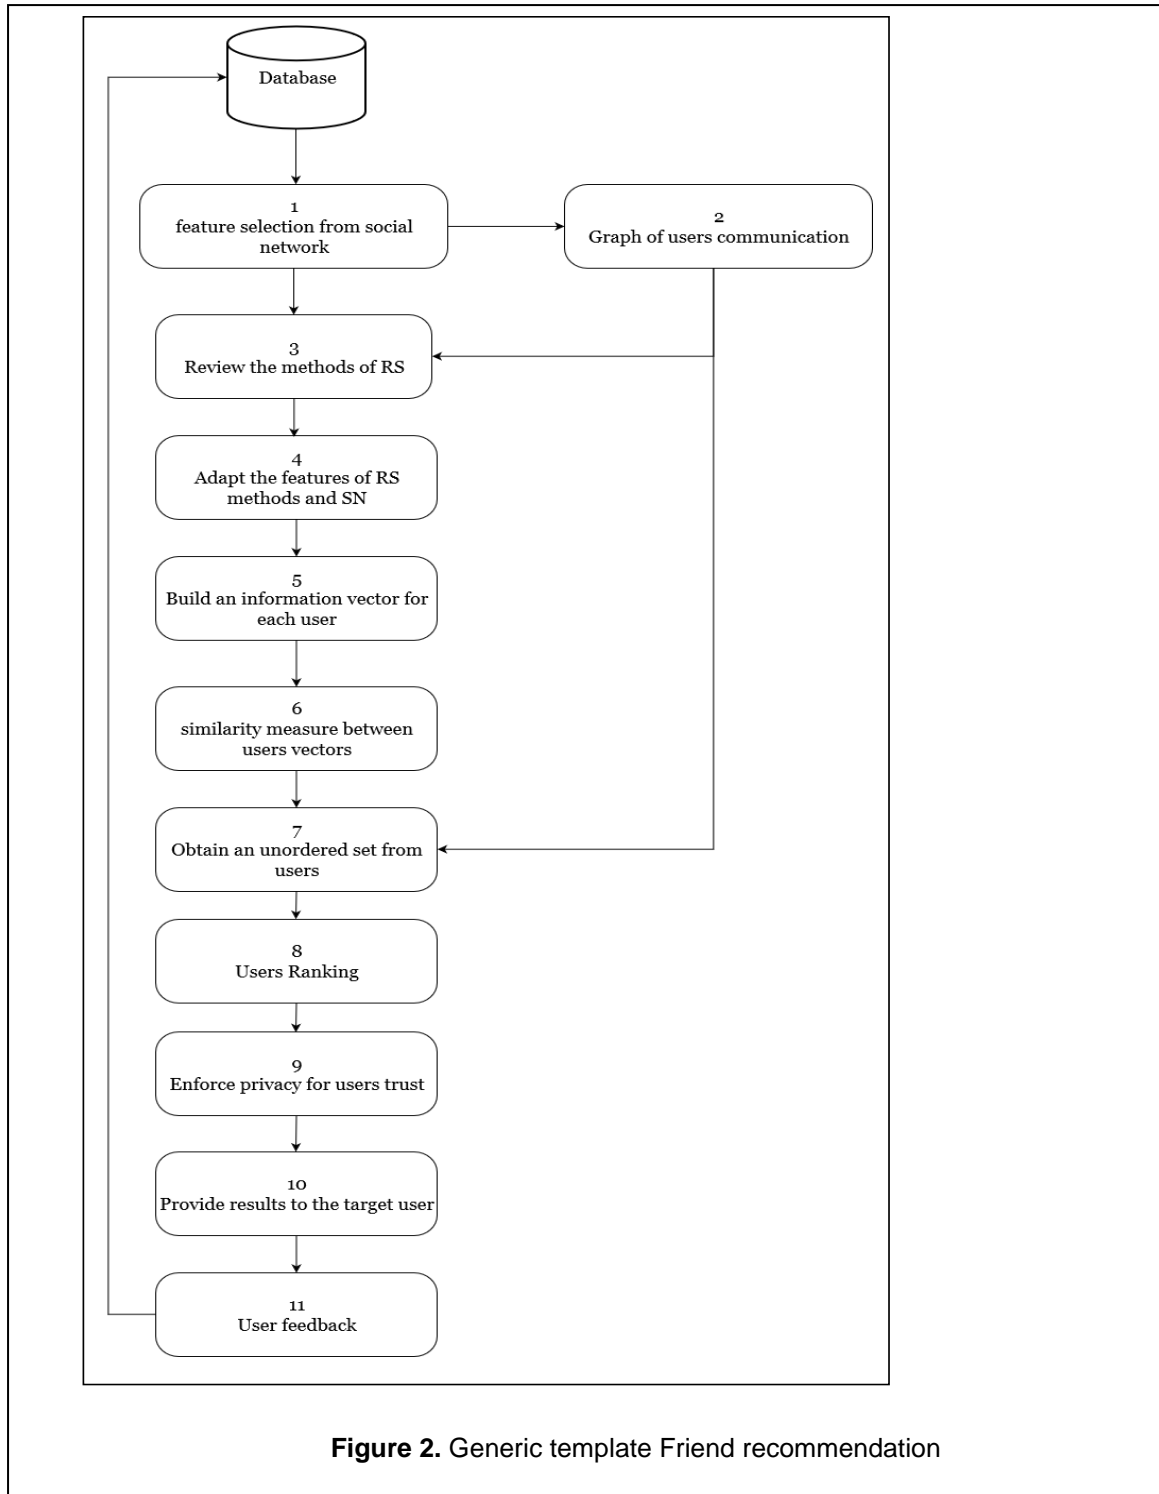 Database
1
feature selection from social
network
2
Graph of users communication
3
Review the methods of RS
4
Adapt the features of RS
methods and SN
5
Build an information vector for
each user
6
similarity measure between
users vectors
7
Obtain an unordered set from
users
8
Users Ranking
9
Enforce privacy for users trust
10
Provide results to the target user
11
User feedback
Figure 2. Generic template Friend recommendation